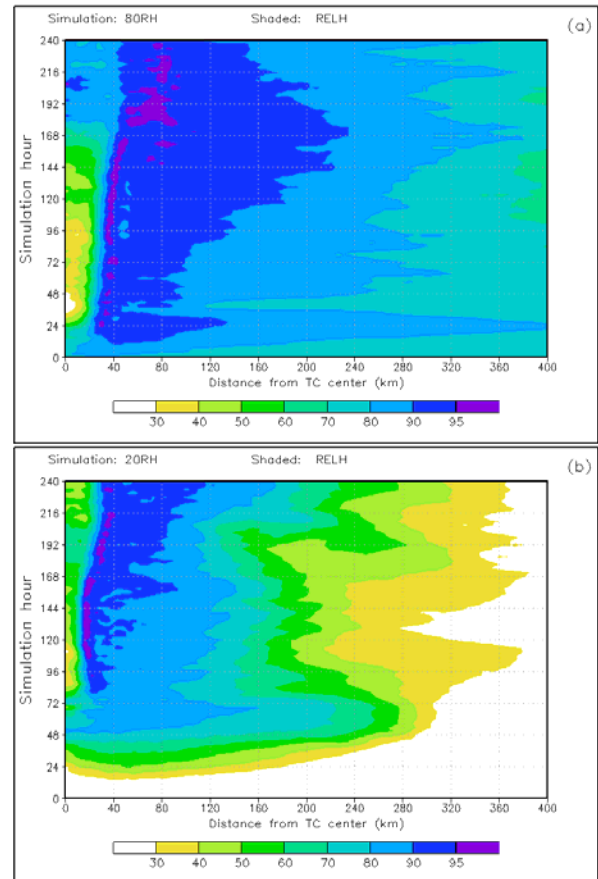 Simulation: 80RH Shaded: RELH
(a)
Simulation hour
240
216
192
168
144
120
96
72
48
24
0
0 40 80 120 160 200 240 280 320 360 400
Distance from TC center (km)
30 40 50 60 70 80 90 95
Simulation: 20RH Shaded: RELH
(b)
Simulation hour
240
216
192
168
144
120
96
72
48
24
0
0 40 80 120 160 200 240 280 320 360 400
Distance from TC center (km)
30 40 50 60 70 80 90 95